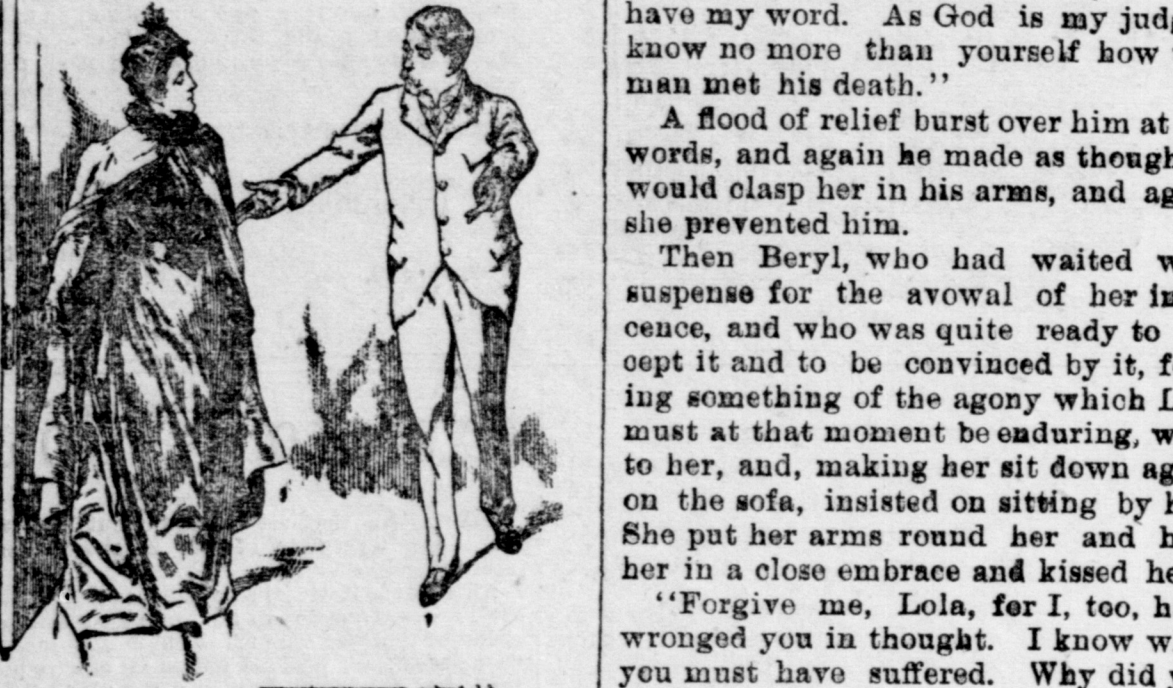 have my word. As God is my jud
know no more than yourself how
man met his death."
A flood of relief burst over him at
words, and again he made as though
would clasp her in his arms, and ag
she prevented him.
Then Beryl, who had waited w
suspense for the avowal of her in
cence, and who was quite ready to
cept it and to be convinced by it, f
ing something of the agony which L
must at that moment be enduring, w
to her, and, making her sit down ag
on the sofa, insisted on sitting by h
She put her arms round her and h
her in a close embrace and kissed he
"Forgive me, Lola, for I, too, h
wronged you in thought. I know w
you must have suffered. Why did